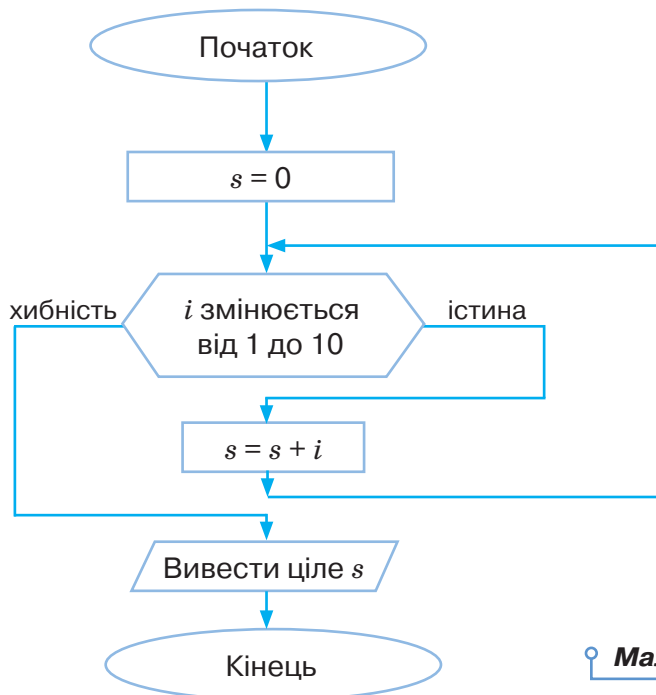 Початок
s = 0
хибність
і змінюється
від 1 до 10
істина
s = s + i
Вивести ціле s
Кінець